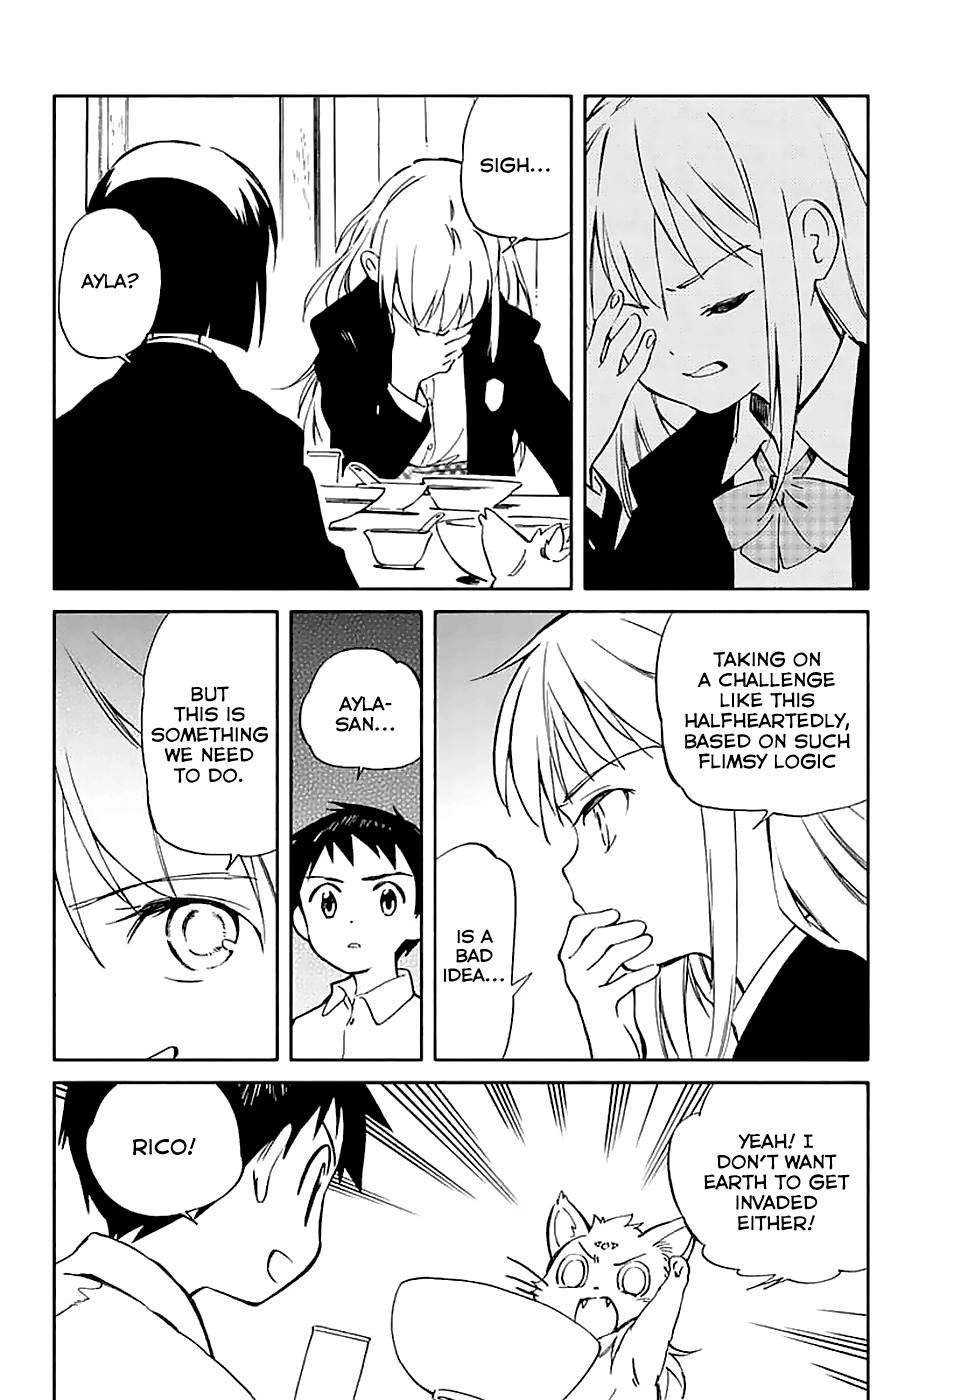 SIGH...
AYLA?
TAKING ON
A CHALLENGE
LIKE THIS
HALFHEARTEDLY,
BASED ON SUCH
FLIMSY LOGIC
IS A
BAD
IDEA...
AYLA-
SAN...
BUT
THIS IS
SOMETHING
WE NEED
TO DO.
YEAH! I
DON'T WANT
EARTH TO GET
INVADED
EITHER!
RICO!